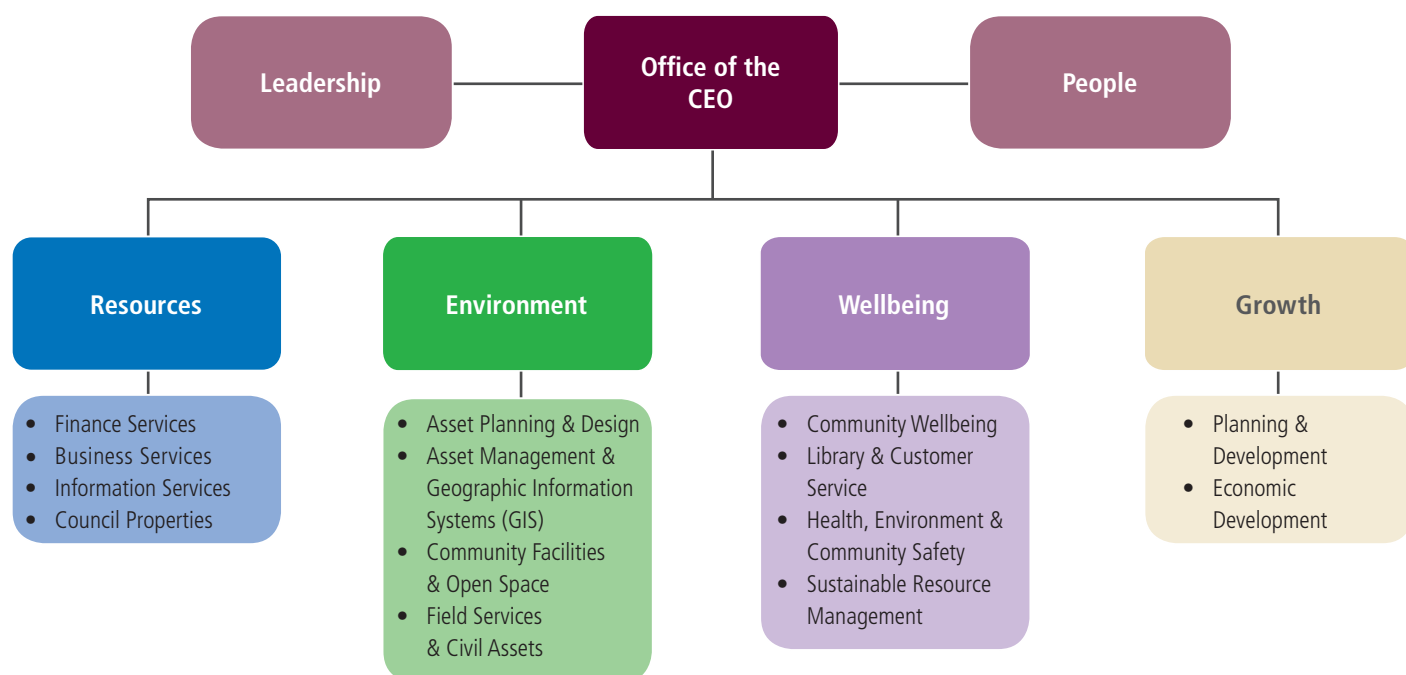 Leadership
Office of the
CEO
People
Resources
Environment
Wellbeing
Growth
• Finance Services
• Business Services
• Information Services
• Council Properties
• Asset Planning & Design
• Asset Management &
Geographic Information
Systems (GIS)
• Community Facilities
& Open Space
• Field Services
& Civil Assets
• Community Wellbeing
• Library & Customer
Service
• Health, Environment &
Community Safety
• Sustainable Resource
Management
• Planning &
Development
• Economic
Development